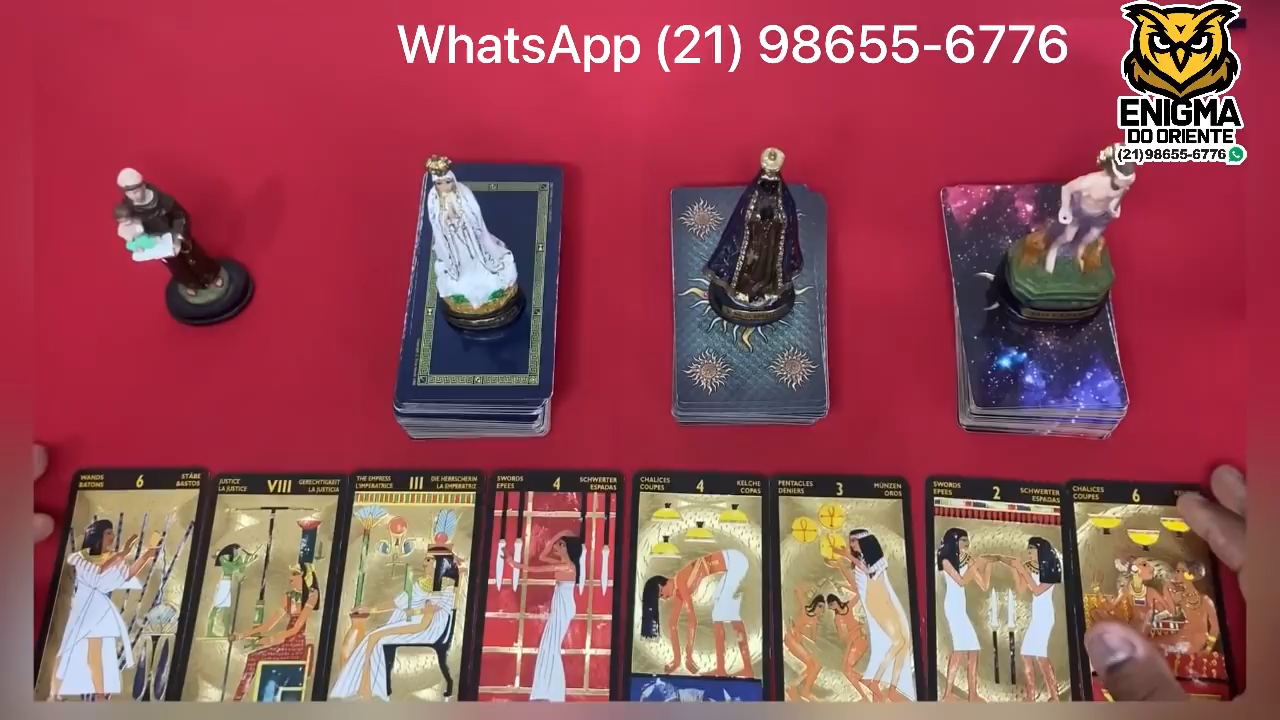 WhatsApp (21) 98655-6776
ENIGMA
DO ORIENTE
(21)98655-6776
WANDS
BATONS
6
STÄBE
BASTOS
JUSTICE
LA JUSTICE
VIII
GERECHTIGKEIT
LA JUSTICIA
THE EMPRESS
L'IMPERATRICE
III
DIE HERRSCHERIN
LA EMPERATRIZ
SWORDS
EPEES
4
SCHWERTER
ESPADAS
CHALICES
COUPES
4
KELCHE
COPAS
PENTACLES
DENIERS
3
MÜNZEN
OROS
SWORDS
EPEES
2
SCHWERTER
ESPADAS
CHALICES
COUPES
6